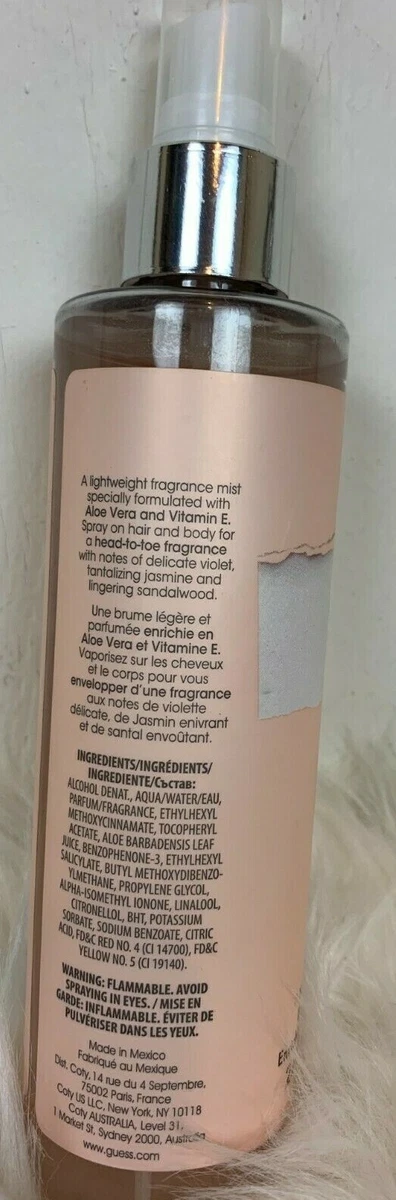 A lightweight fragrance mist
specially formulated with
Aloe Vera and Vitamin E.
Spray on hair and body for
a head-to-toe fragrance
with notes of delicate violet,
tantalizing jasmine and
lingering sandalwood.
Une brume légère et
parfumée enrichie en
Aloe Vera et Vitamine E.
Vaporisez sur les cheveux
et le corps pour vous
envelopper d'une fragrance
aux notes de violette
délicate, de Jasmin enivrant
et de santal envoûtant.
INGREDIENTS/INGRÉDIENTS/
INGREDIENTE/Състав:
ALCOHOL DENAT., AQUA/WATER/EAU,
PARFUM/FRAGRANCE, ETHYLHEXYL
METHOXYCINNAMATE, TOCOPHERYL
ACETATE, ALOE BARBADENSIS LEAF
JUICE, BENZOPHENONE-3, ETHYLHEXYL
SALICYLATE, BUTYL METHOXYDIBENZO-
YLMETHANE, PROPYLENE GLYCOL,
ALPHA-ISOMETHYL IONONE, LINALOOL,
CITRONELLOL, BHT, POTASSIUM
SORBATE, SODIUM BENZOATE, CITRIC
ACID, FD&C RED NO. 4 (CI 14700), FD&C
YELLOW NO. 5 (CI 19140).
WARNING: FLAMMABLE. AVOID
SPRAYING IN EYES. / MISE EN
GARDE: INFLAMMABLE. ÉVITER DE
PULVÉRISER DANS LES YEUX.
Made in Mexico
Fabriqué au Mexique
Dist. Coty, 14 rue du 4 Septembre,
75002 Paris, France
Coty US LLC, New York, NY 10118
Coty AUSTRALIA, Level 31,
1 Market St, Sydney 2000, Australia
www.guess.com